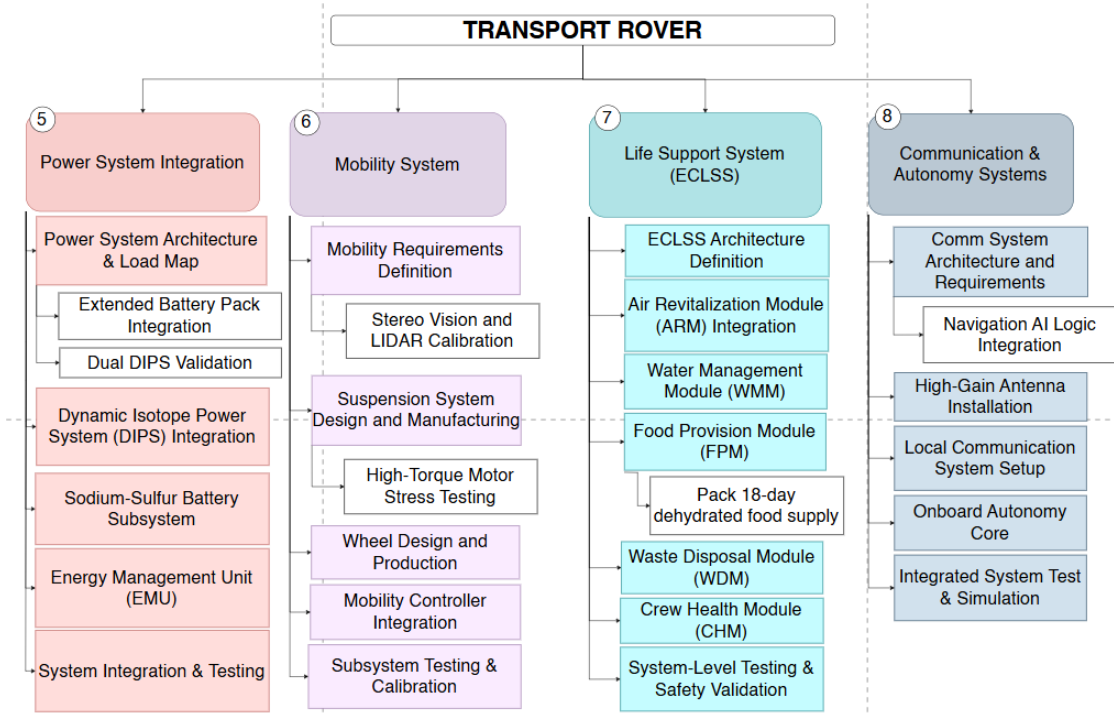 TRANSPORT ROVER
5
Power System Integration
Power System Architecture
& Load Map
Extended Battery Pack
Integration
Dual DIPS Validation
Dynamic Isotope Power
System (DIPS) Integration
Sodium-Sulfur Battery
Subsystem
Energy Management Unit
(EMU)
System Integration & Testing
6
Mobility System
Mobility Requirements
Definition
Stereo Vision and
LIDAR Calibration
Suspension System
Design and Manufacturing
High-Torque Motor
Stress Testing
Wheel Design and
Production
Mobility Controller
Integration
Subsystem Testing &
Calibration
7
Life Support System
(ECLSS)
ECLSS Architecture
Definition
Air Revitalization Module
(ARM) Integration
Water Management
Module (WMM)
Food Provision Module
(FPM)
Pack 18-day
dehydrated food supply
Waste Disposal Module
(WDM)
Crew Health Module
(CHM)
System-Level Testing &
Safety Validation
8
Communication &
Autonomy Systems
Comm System
Architecture and
Requirements
Navigation AI Logic
Integration
High-Gain Antenna
Installation
Local Communication
System Setup
Onboard Autonomy
Core
Integrated System Test
& Simulation